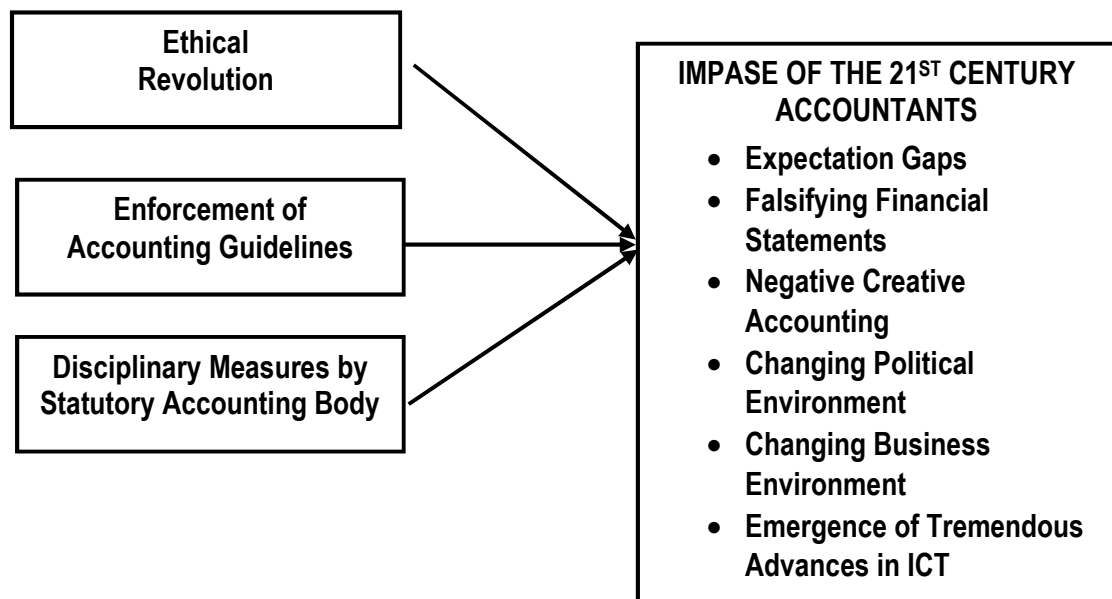 Ethical
Revolution
Enforcement of
Accounting Guidelines
Disciplinary Measures by
Statutory Accounting Body
IMPASE OF THE 21ST CENTURY
ACCOUNTANTS
• Expectation Gaps
• Falsifying Financial
Statements
• Negative Creative
Accounting
• Changing Political
Environment
• Changing Business
Environment
• Emergence of Tremendous
Advances in ICT